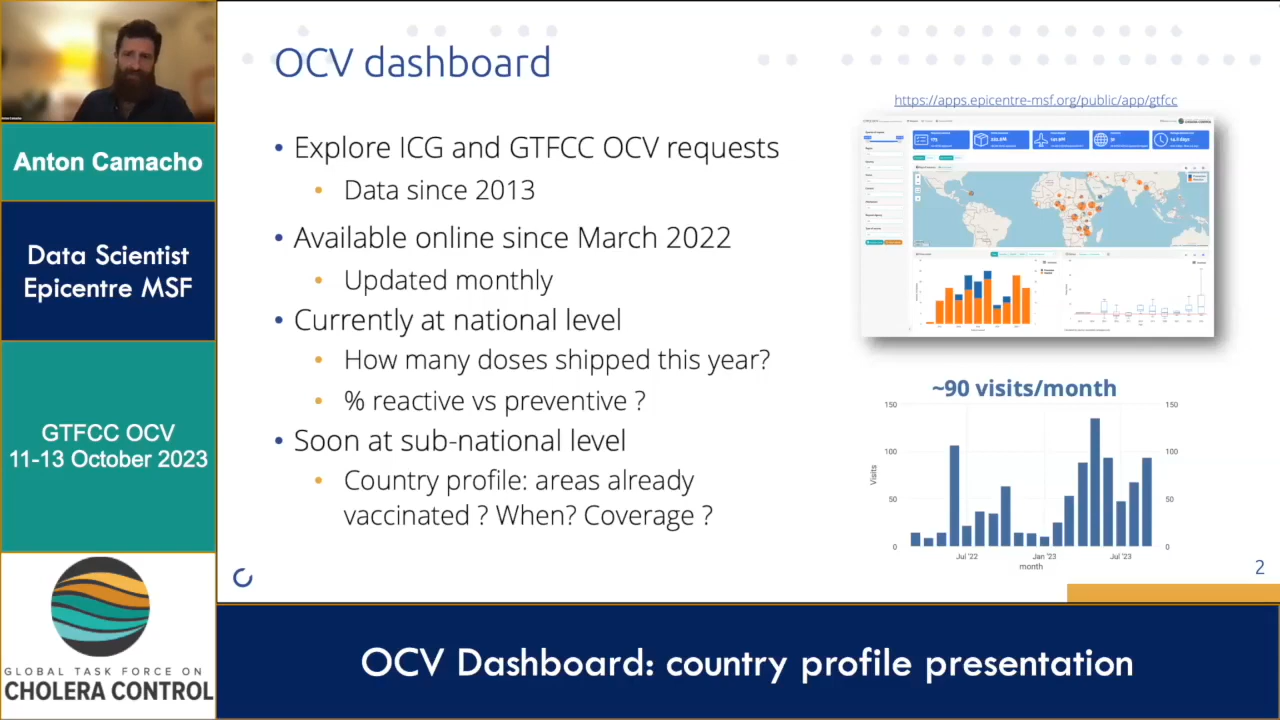 Anton Camacho
Data Scientist
Epicentre MSF
GTFCC OCV
11-13 October 2023
GLOBAL TASK FORCE ON
CHOLERA CONTROL
OCV dashboard
• Explore ICG and GTFCC OCV requests
• Data since 2013
• Available online since March 2022
• Updated monthly
• Currently at national level
• How many doses shipped this year?
• % reactive vs preventive ?
• Soon at sub-national level
• Country profile: areas already
vaccinated ? When? Coverage ?
https://apps.epicentre-msf.org/public/app/gtfcc
CHOLERA CONTROL
~90 visits/month
150
100
50
0
Visits
150
100
50
0
Jul '22
Jan '23
Jul '23
month
2
OCV Dashboard: country profile presentation